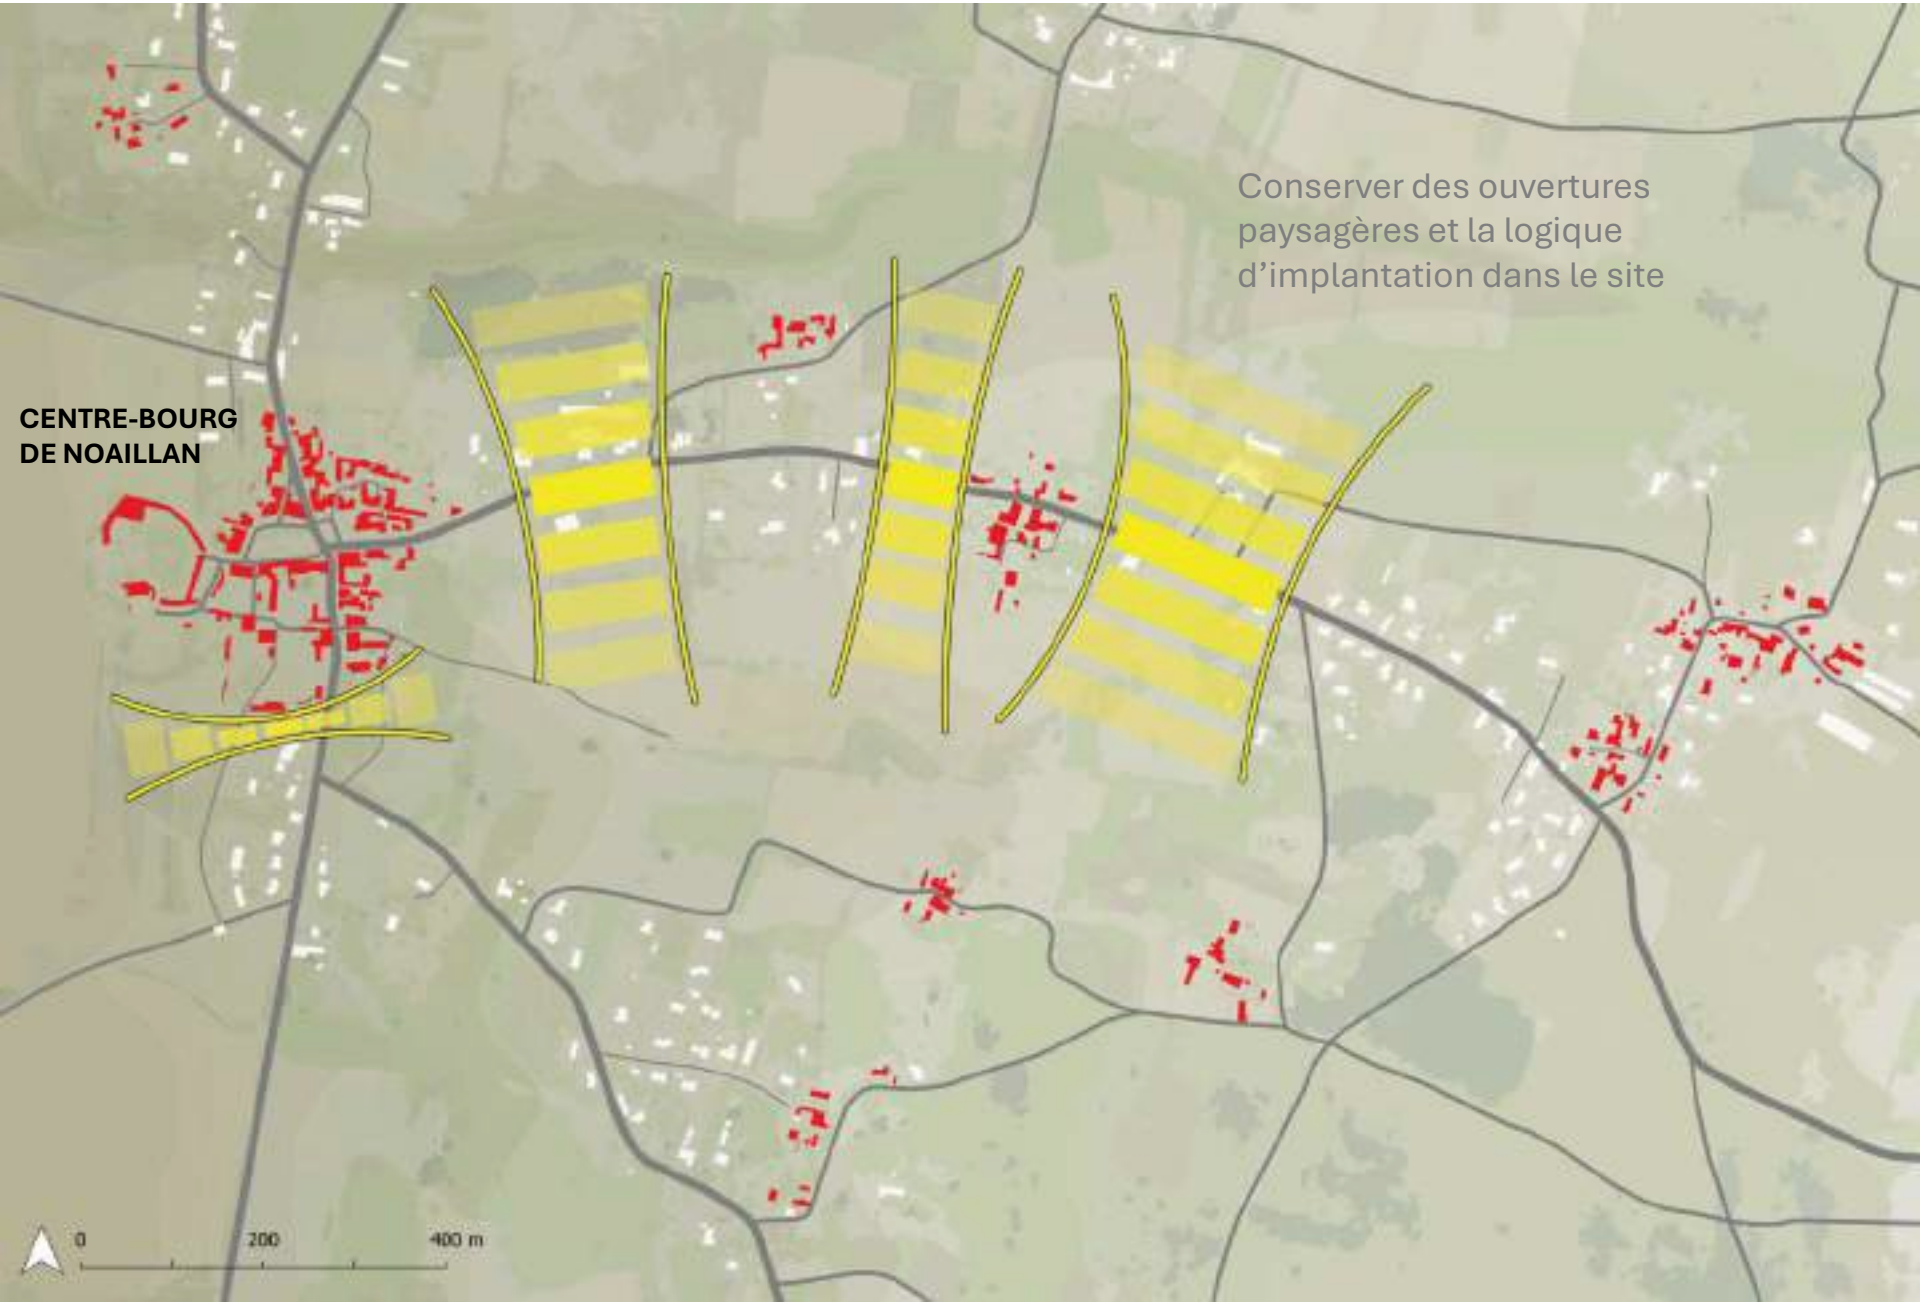 Conserver des ouvertures
paysagères et la logique
d’implantation dans le site
CENTRE-BOURG
DE NOAILLAN
0 200 400 m